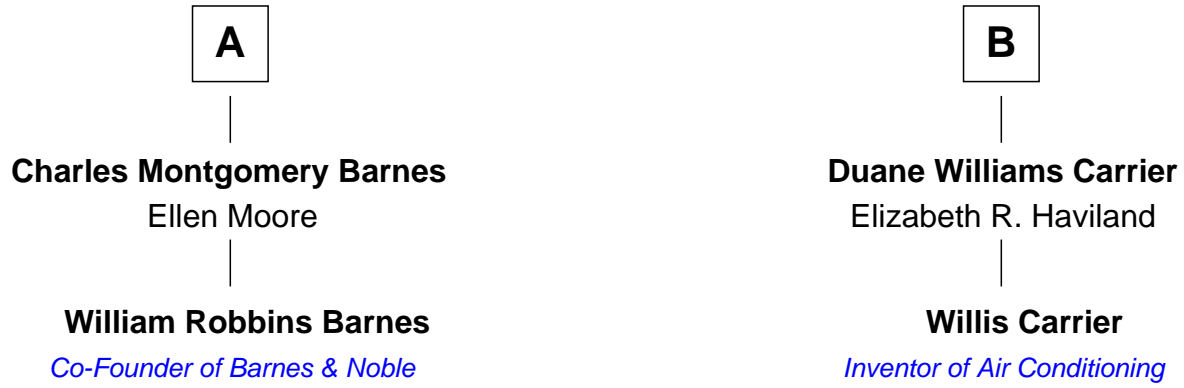 A
B
Charles Montgomery Barnes
Ellen Moore
Duane Williams Carrier
Elizabeth R. Haviland
William Robbins Barnes
Co-Founder of Barnes & Noble
Willis Carrier
Inventor of Air Conditioning